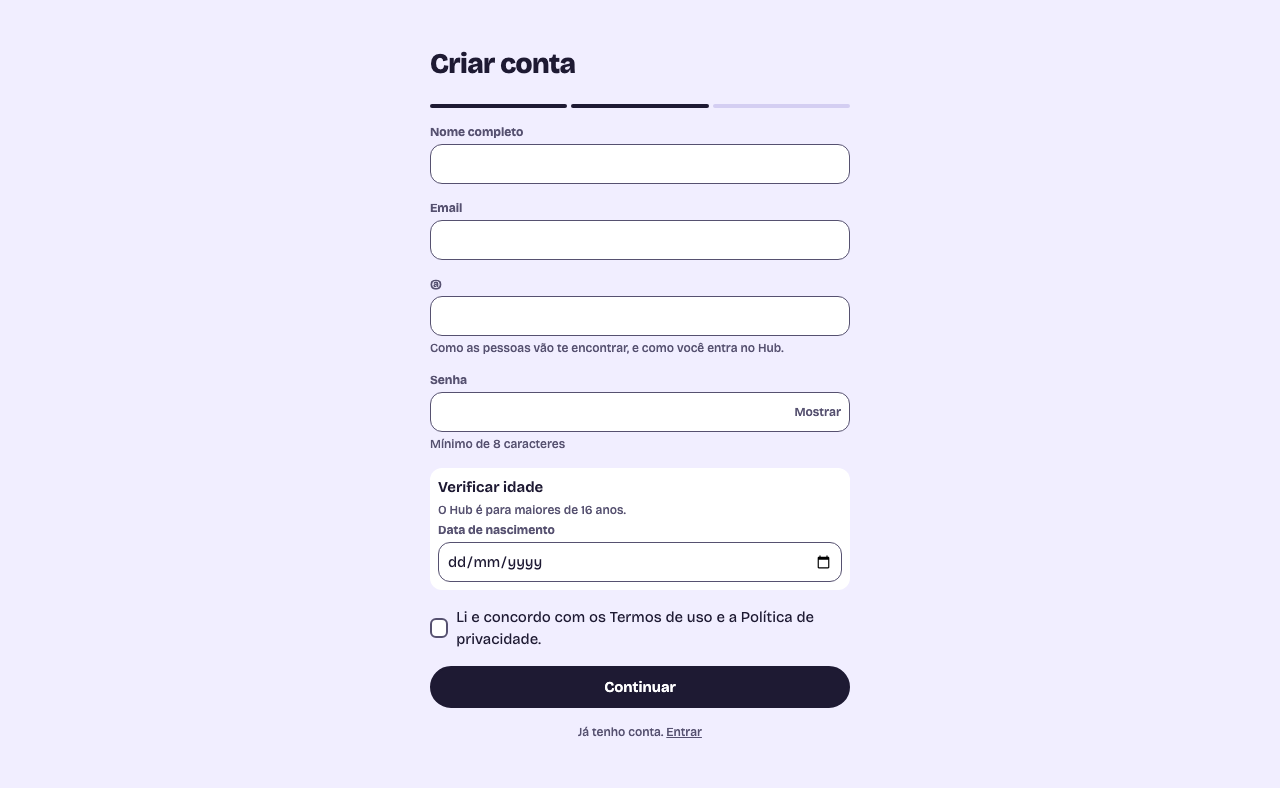 Criar conta
Nome completo
Email
@
Como as pessoas vão te encontrar, e como você entra no Hub.
Senha
Mostrar
Mínimo de 8 caracteres
Verificar idade
O Hub é para maiores de 16 anos.
Data de nascimento
dd/mm/yyyy
Li e concordo com os Termos de uso e a Política de
privacidade.
Continuar
Já tenho conta. Entrar